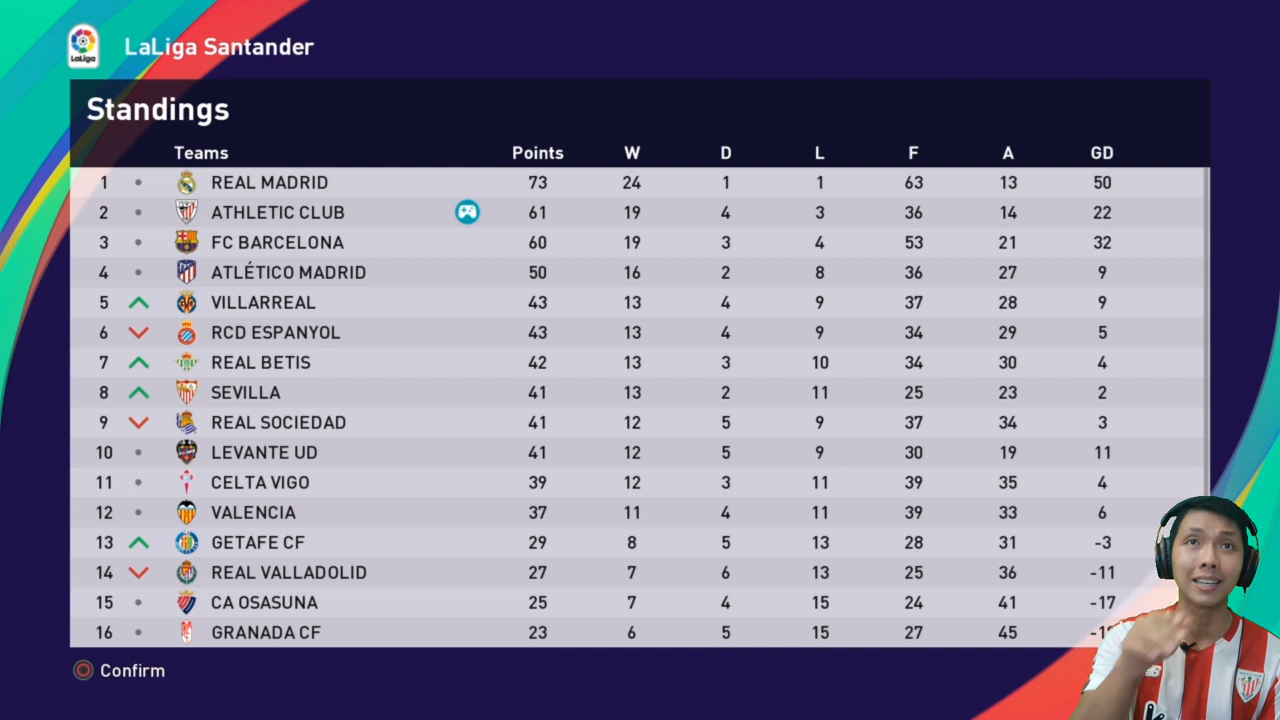 LaLiga
LaLiga Santander
Standings
Teams Points W D L F A GD
1 REAL MADRID 73 24 1 1 63 13 50
2 ATHLETIC CLUB 61 19 4 3 36 14 22
3 FC BARCELONA 60 19 3 4 53 21 32
4 ATLÉTICO MADRID 50 16 2 8 36 27 9
5 VILLARREAL 43 13 4 9 37 28 9
6 RCD ESPANYOL 43 13 4 9 34 29 5
7 REAL BETIS 42 13 3 10 34 30 4
8 SEVILLA 41 13 2 11 25 23 2
9 REAL SOCIEDAD 41 12 5 9 37 34 3
10 LEVANTE UD 41 12 5 9 30 19 11
11 CELTA VIGO 39 12 3 11 39 35 4
12 VALENCIA 37 11 4 11 39 33 6
13 GETAFE CF 29 8 5 13 28 31 -3
14 REAL VALLADOLID 27 7 6 13 25 36 -11
15 CA OSASUNA 25 7 4 15 24 41 -17
16 GRANADA CF 23 6 5 15 27 45
Confirm